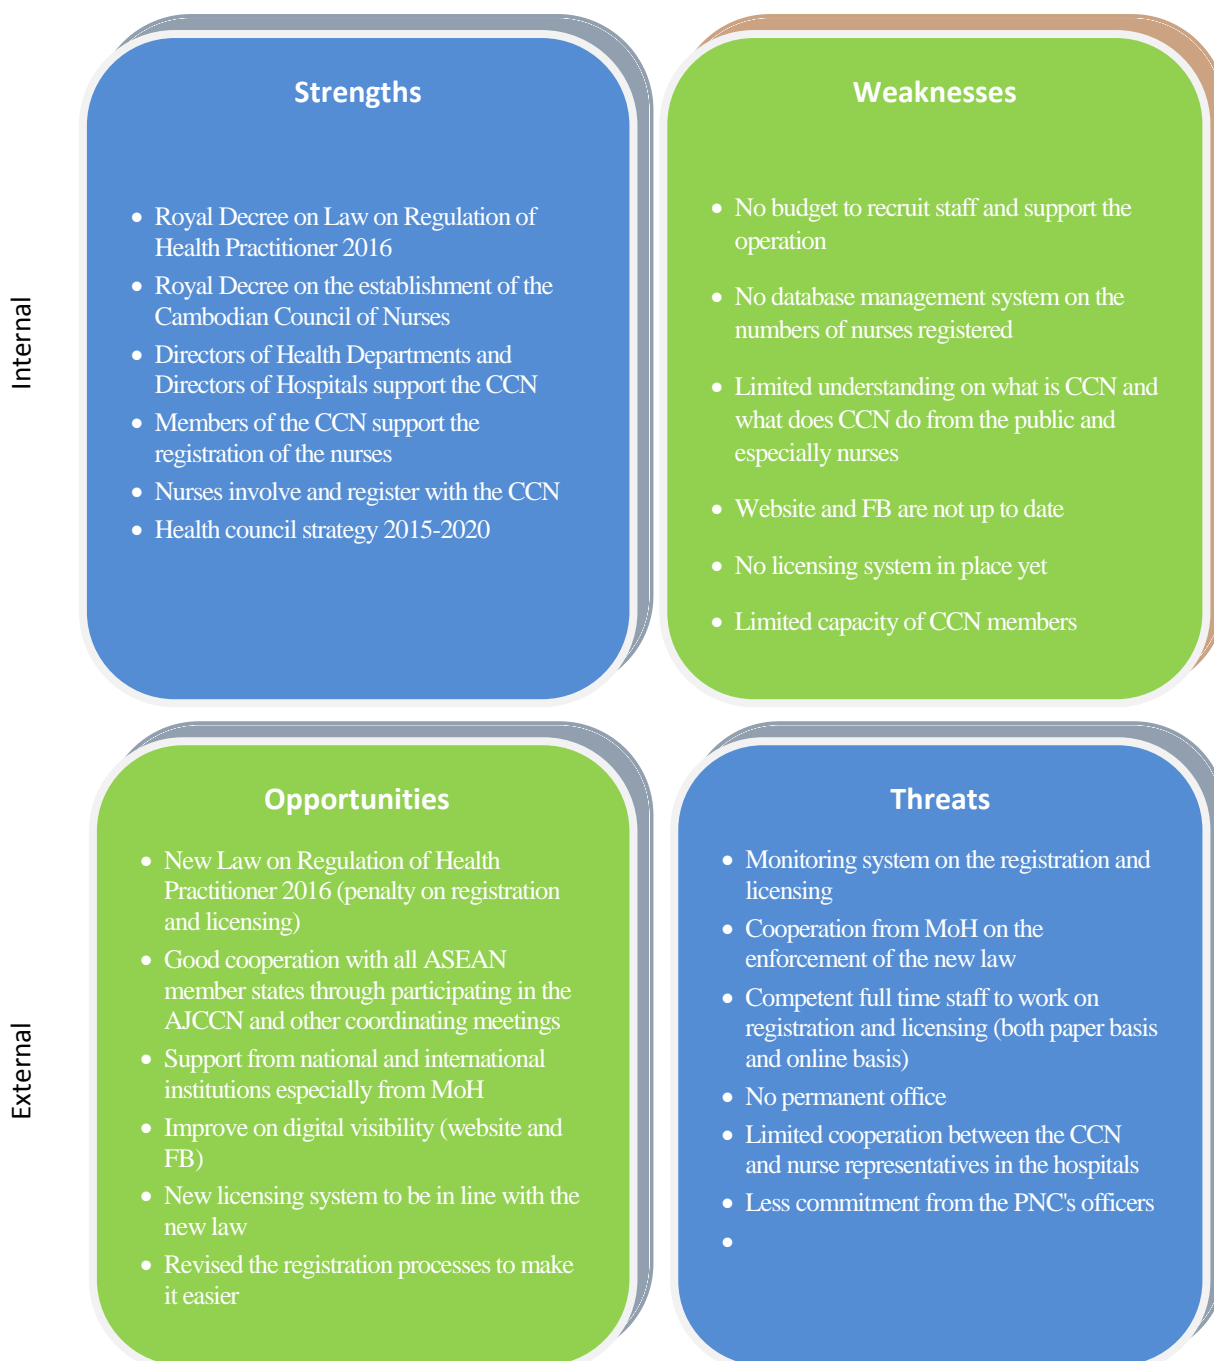 Internal
Strengths
• Royal Decree on Law on Regulation of
Health Practitioner 2016
• Royal Decree on the establishment of the
Cambodian Council of Nurses
• Directors of Health Departments and
Directors of Hospitals support the CCN
• Members of the CCN support the
registration of the nurses
• Nurses involve and register with the CCN
• Health council strategy 2015-2020
Weaknesses
• No budget to recruit staff and support the
operation
• No database management system on the
numbers of nurses registered
• Limited understanding on what is CCN and
what does CCN do from the public and
especially nurses
• Website and FB are not up to date
• No licensing system in place yet
• Limited capacity of CCN members
External
Opportunities
• New Law on Regulation of Health
Practitioner 2016 (penalty on registration
and licensing)
• Good cooperation with all ASEAN
member states through participating in the
AJCCN and other coordinating meetings
• Support from national and international
institutions especially from MoH
• Improve on digital visibility (website and
FB)
• New licensing system to be in line with the
new law
• Revised the registration processes to make
it easier
Threats
• Monitoring system on the registration and
licensing
• Cooperation from MoH on the
enforcement of the new law
• Competent full time staff to work on
registration and licensing (both paper basis
and online basis)
• No permanent office
• Limited cooperation between the CCN
and nurse representatives in the hospitals
• Less commitment from the PNC's officers
•